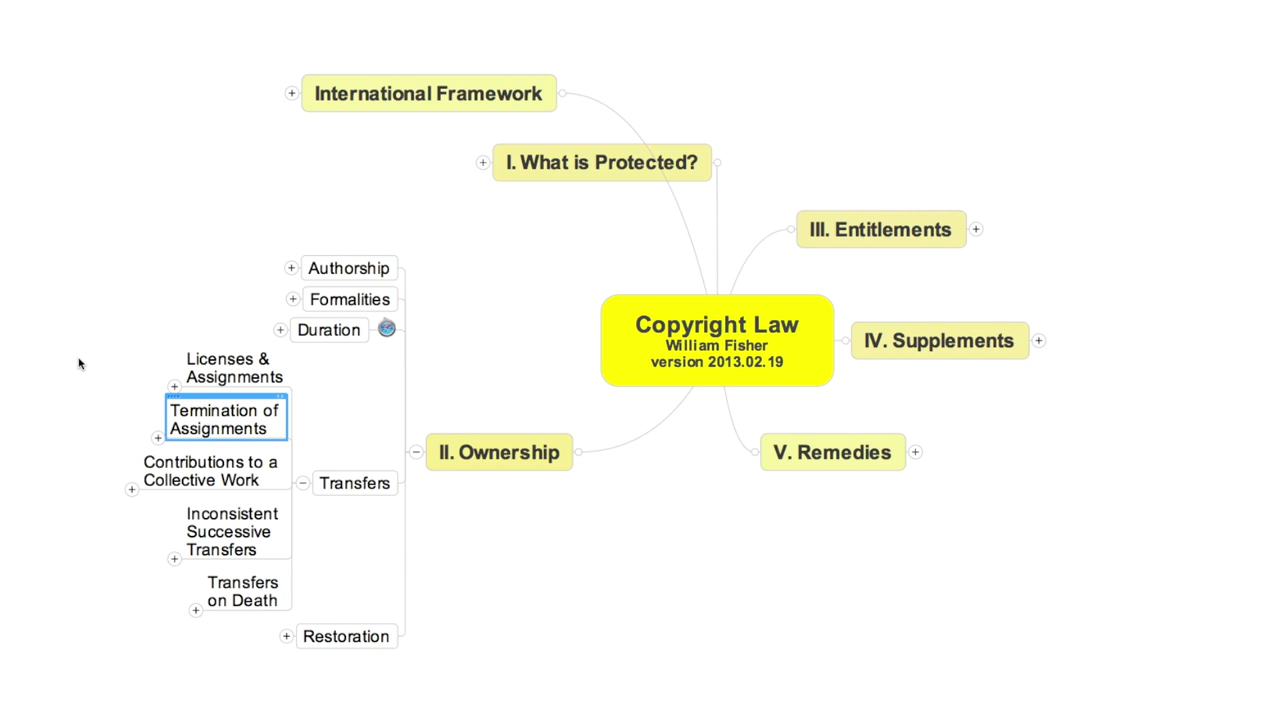 International Framework
I. What is Protected?
III. Entitlements
Authorship
Formalities
Duration
Copyright Law
William Fisher
version 2013.02.19
IV. Supplements
Licenses &
Assignments
Termination of
Assignments
II. Ownership
V. Remedies
Contributions to a
Collective Work
Transfers
Inconsistent
Successive
Transfers
Transfers
on Death
Restoration